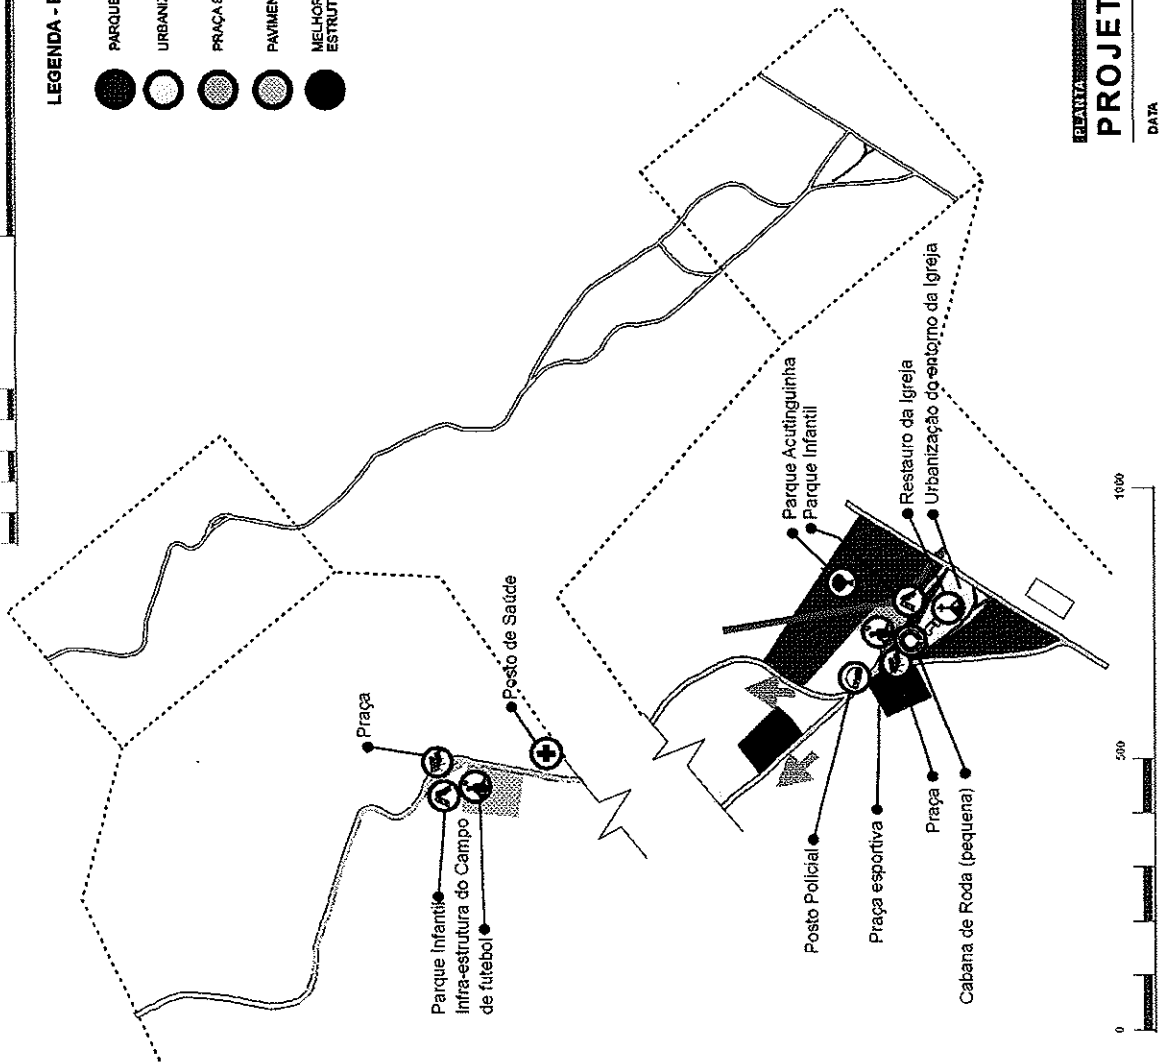 LEGENDA -
PARQUE
URBANI
PRAÇA
PAVIMEN
MELHOR
ESTRUT
Praça
Posto de Saúde
Parque Infantil
Infra-estrutura do Campo
de futebol
Parque Acutinguinha
Parque Infantil
Restauro da Igreja
Urbanização do entorno da Igreja
Posto Policial
Praça esportiva
Praça
Cabana de Roda (pequena)
0 500 1000
PLANTA
PROJET
DATA